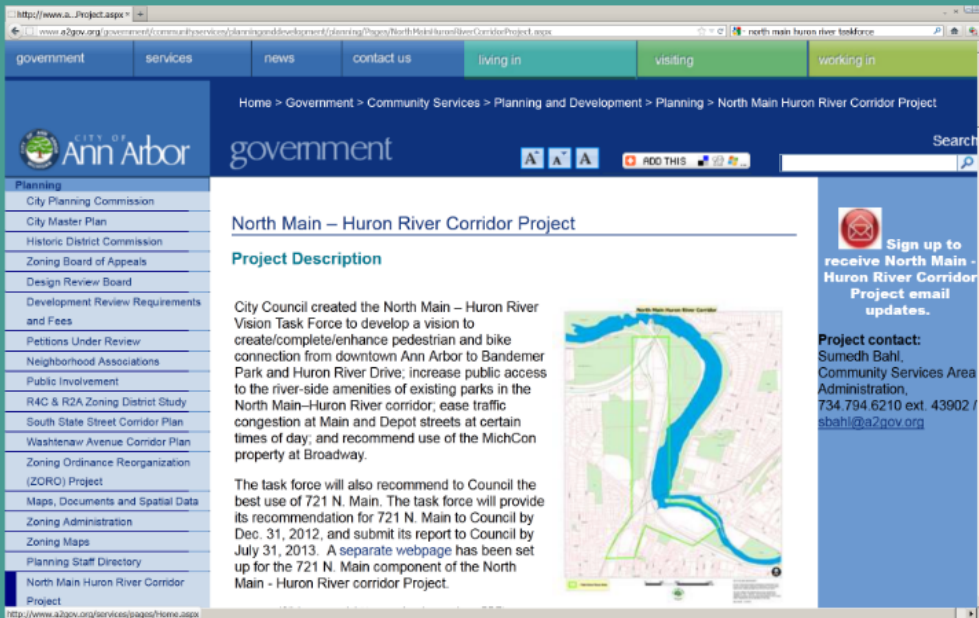 http://www.a...Project.aspx
www.a2gov.org/government/communityservices/planninganddevelopment/planning/Pages/NorthMainHuronRiverCorridorProject.aspx
north main huron river taskforce
government services news contact us living in visiting working in
Home > Government > Community Services > Planning and Development > Planning > North Main Huron River Corridor Project
CITY OF
Ann Arbor
government
A A A
ADD THIS
Search
Planning
City Planning Commission
City Master Plan
Historic District Commission
Zoning Board of Appeals
Design Review Board
Development Review Requirements
and Fees
Petitions Under Review
Neighborhood Associations
Public Involvement
R4C & R2A Zoning District Study
South State Street Corridor Plan
Washtenaw Avenue Corridor Plan
Zoning Ordinance Reorganization
(ZORO) Project
Maps, Documents and Spatial Data
Zoning Administration
Zoning Maps
Planning Staff Directory
North Main Huron River Corridor
Project
North Main – Huron River Corridor Project
Project Description
City Council created the North Main – Huron River
Vision Task Force to develop a vision to
create/complete/enhance pedestrian and bike
connection from downtown Ann Arbor to Bandemer
Park and Huron River Drive; increase public access
to the river-side amenities of existing parks in the
North Main–Huron River corridor; ease traffic
congestion at Main and Depot streets at certain
times of day; and recommend use of the MichCon
property at Broadway.
The task force will also recommend to Council the
best use of 721 N. Main. The task force will provide
its recommendation for 721 N. Main to Council by
Dec. 31, 2012, and submit its report to Council by
July 31, 2013. A separate webpage has been set
up for the 721 N. Main component of the North
Main - Huron River corridor Project.
North Main Huron River Corridor
Sign up to
receive North Main -
Huron River Corridor
Project email
updates.
Project contact:
Sumedh Bahl,
Community Services Area
Administration,
734.794.6210 ext. 43902 /
sbahl@a2gov.org
http://www.a2gov.org/services/pages/Home.aspx